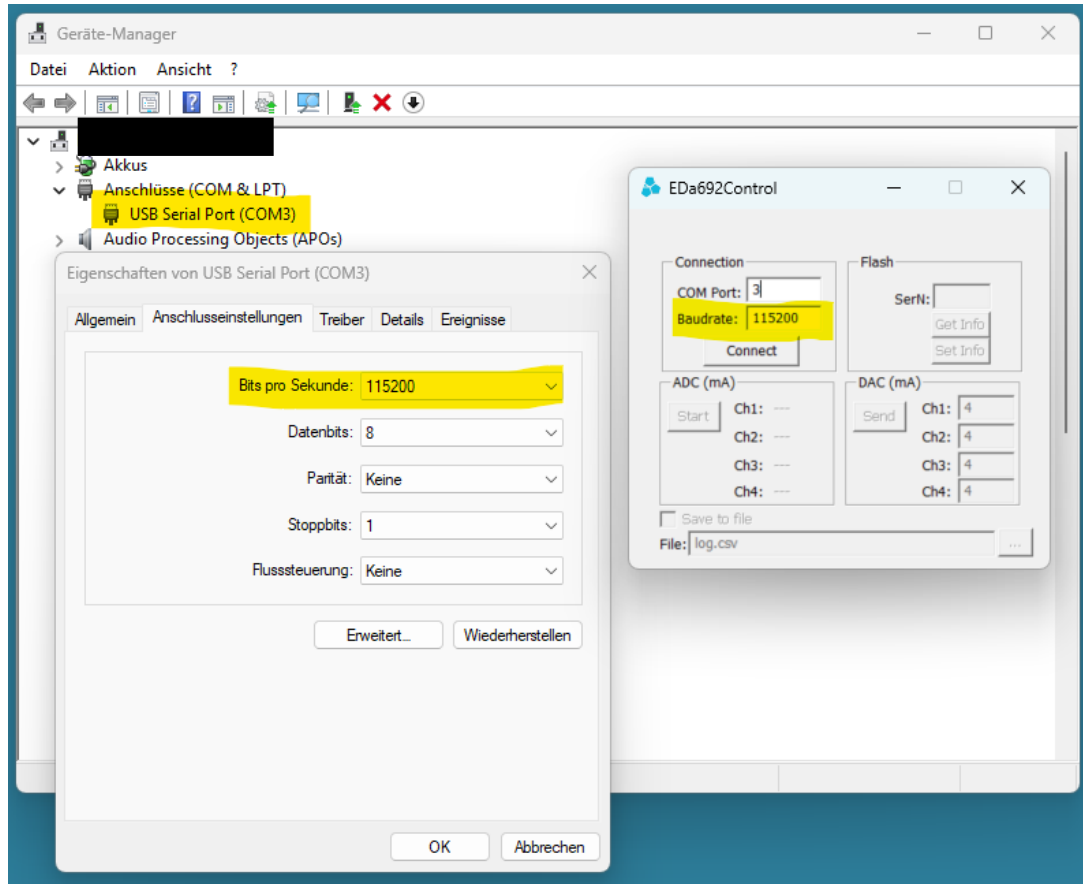 Geräte-Manager
Datei Aktion Ansicht ?
Akkus
Anschlüsse (COM & LPT)
USB Serial Port (COM3)
Audio Processing Objects (APOs)
Eigenschaften von USB Serial Port (COM3)
Allgemein Anschlusseinstellungen Treiber Details Ereignisse
Bits pro Sekunde: 115200
Datenbits: 8
Parität: Keine
Stoppbits: 1
Flusssteuerung: Keine
Erweitert... Wiederherstellen
OK Abbrechen
EDa692Control
Connection
COM Port: 3
Baudrate: 115200
Connect
Flash
SerN:
Get Info
Set Info
ADC (mA)
Start Ch1: ---
Ch2: ---
Ch3: ---
Ch4: ---
DAC (mA)
Send Ch1: 4
Ch2: 4
Ch3: 4
Ch4: 4
Save to file
File: log.csv ...